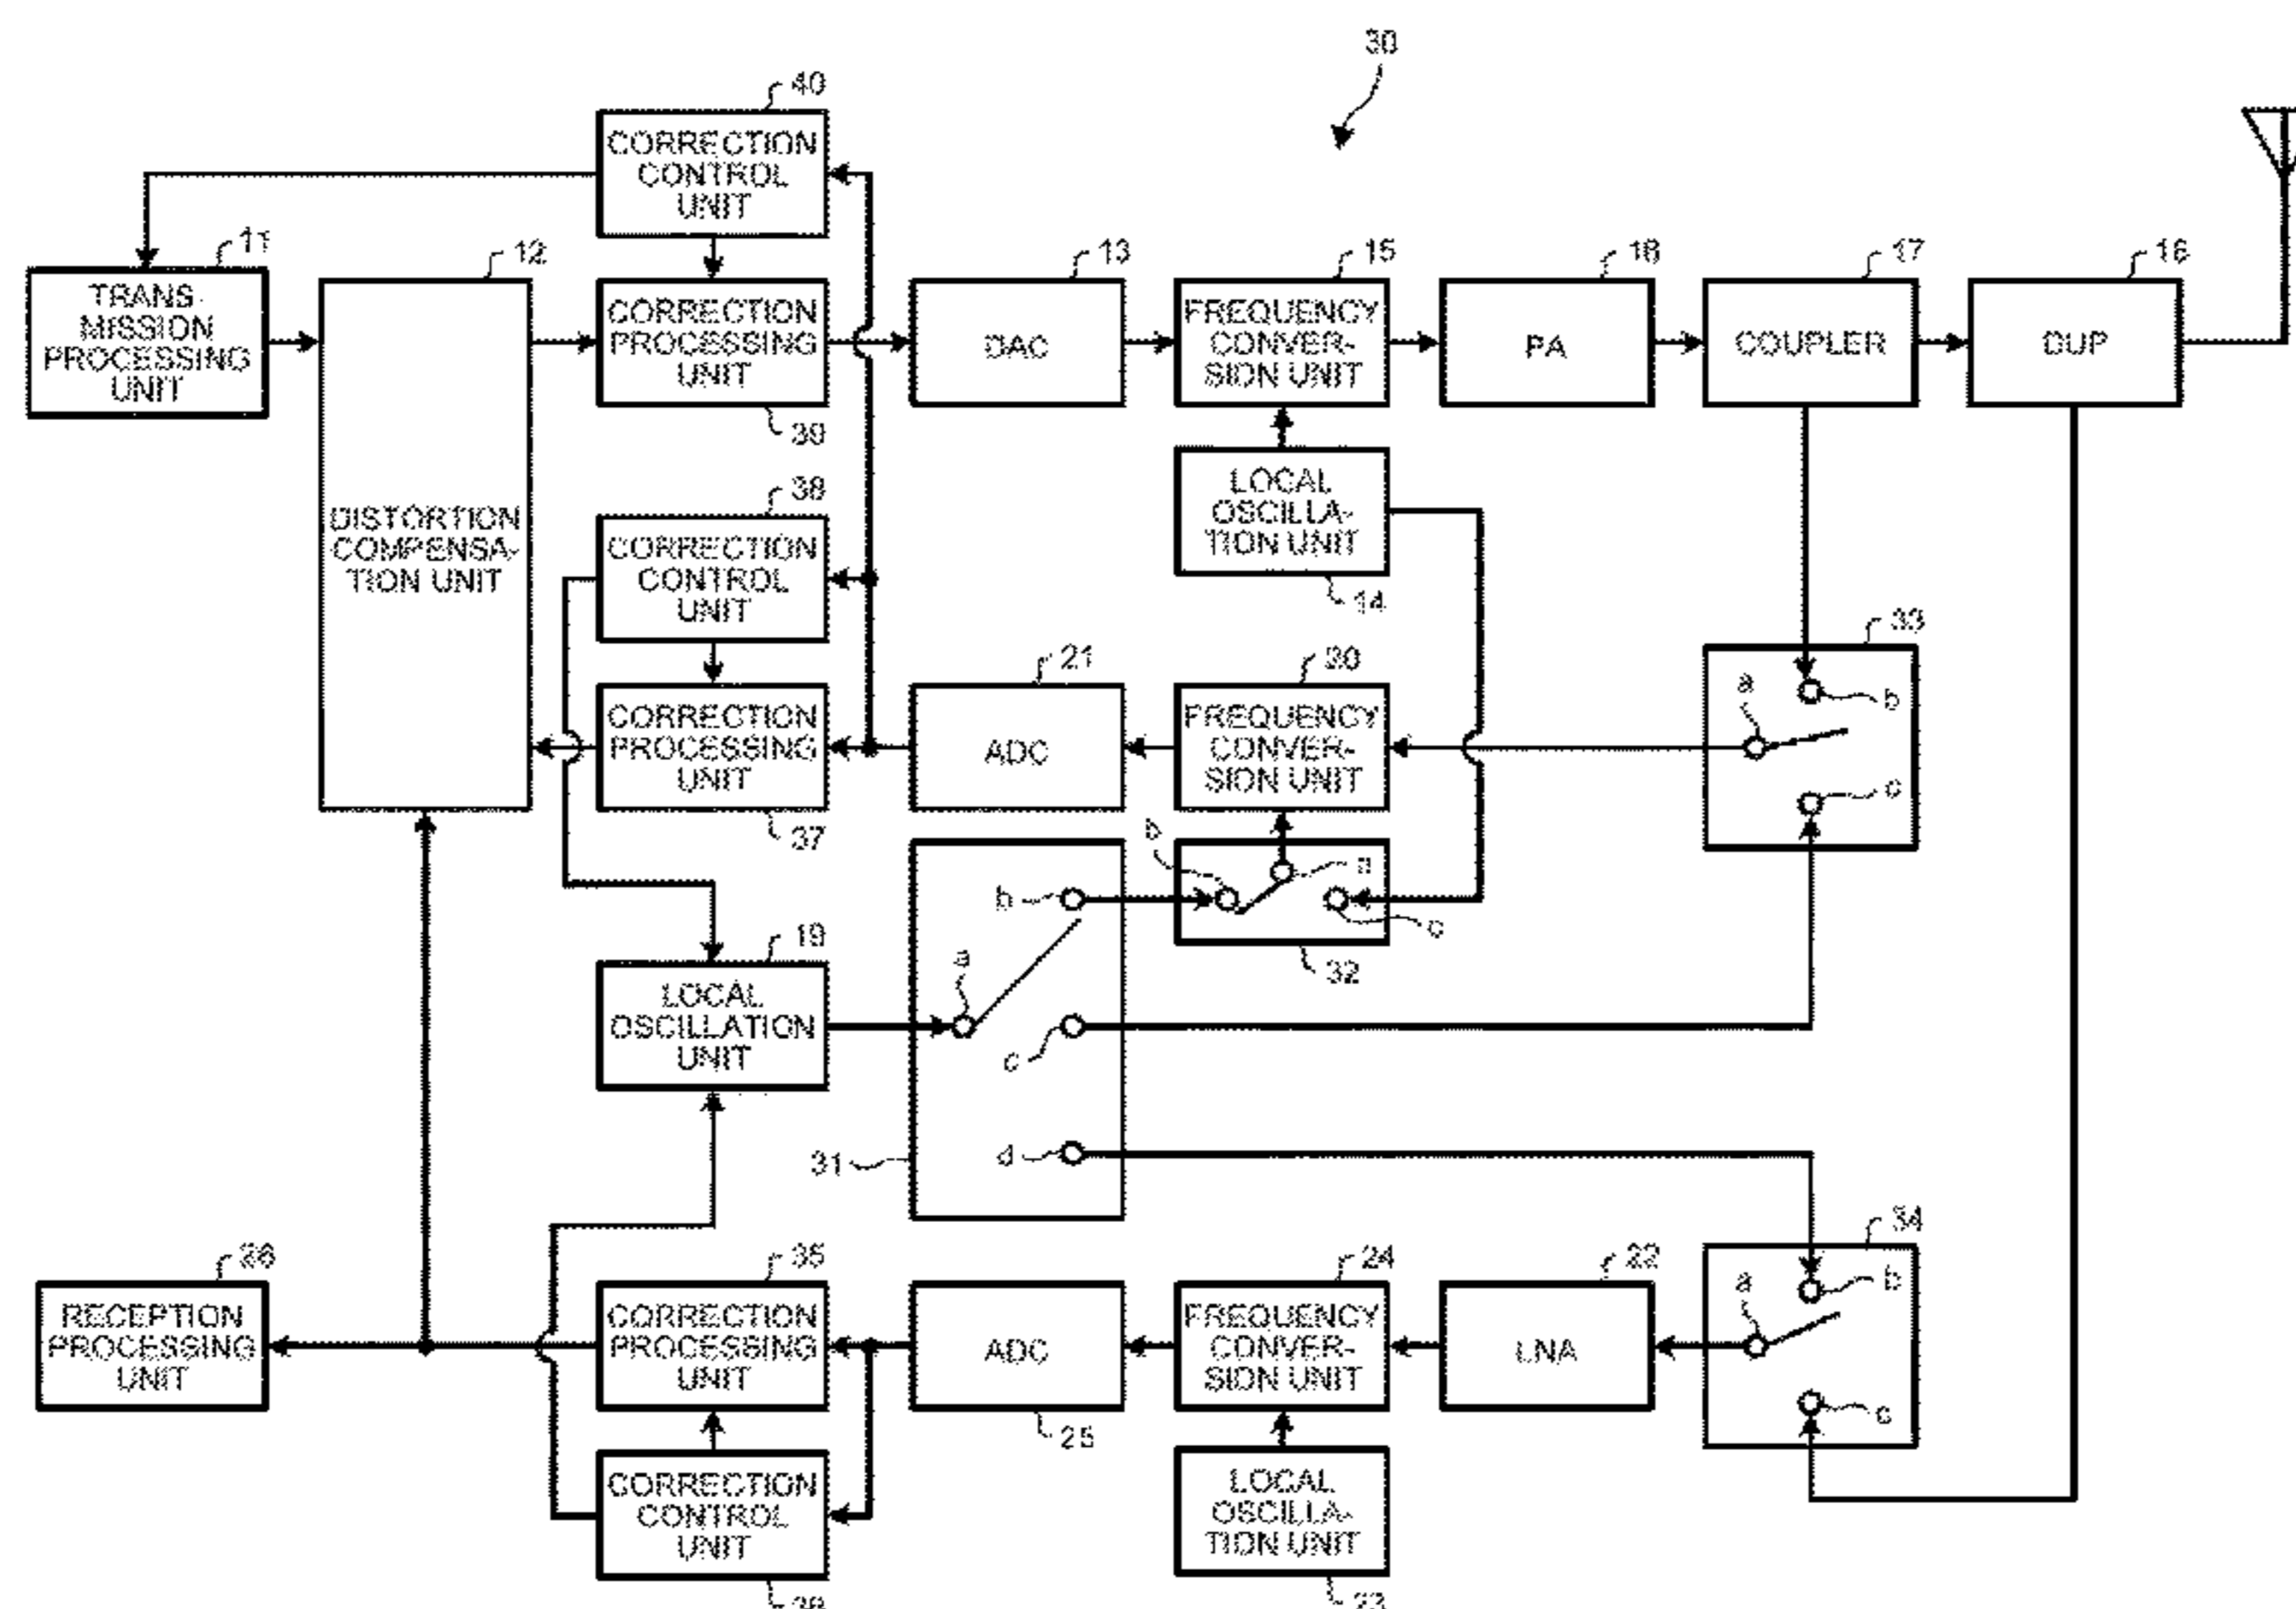 30
40
CORRECTION
CONTROL
UNIT
11
TRANS-
MISSION
PROCESSING
UNIT
12
DISTORTION
COMPENSA-
TION UNIT
CORRECTION
PROCESSING
UNIT
39
13
DAC
15
FREQUENCY
CONVER-
SION UNIT
16
PA
17
COUPLER
18
DUP
LOCAL
OSCILLA-
TION UNIT
14
38
CORRECTION
CONTROL
UNIT
33
a
b
c
CORRECTION
PROCESSING
UNIT
37
21
ADC
20
FREQUENCY
CONVER-
SION UNIT
b
a
c
32
19
LOCAL
OSCILLATION
UNIT
a
b
c
d
31
34
a
b
c
26
RECEPTION
PROCESSING
UNIT
35
CORRECTION
PROCESSING
UNIT
ADC
25
24
FREQUENCY
CONVER-
SION UNIT
22
LNA
CORRECTION
CONTROL
UNIT
36
LOCAL
OSCILLA-
TION UNIT
23